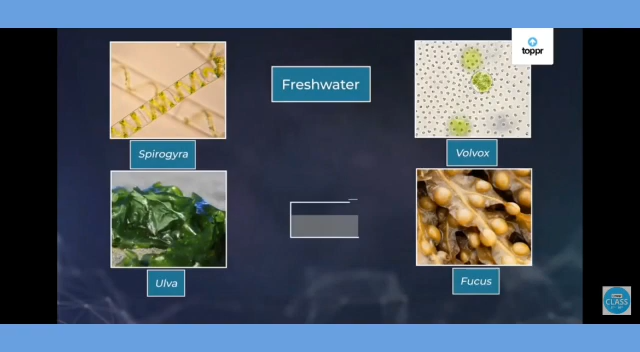 toppr
Freshwater
Spirogyra
Volvox
Ulva
Fucus
CLASS